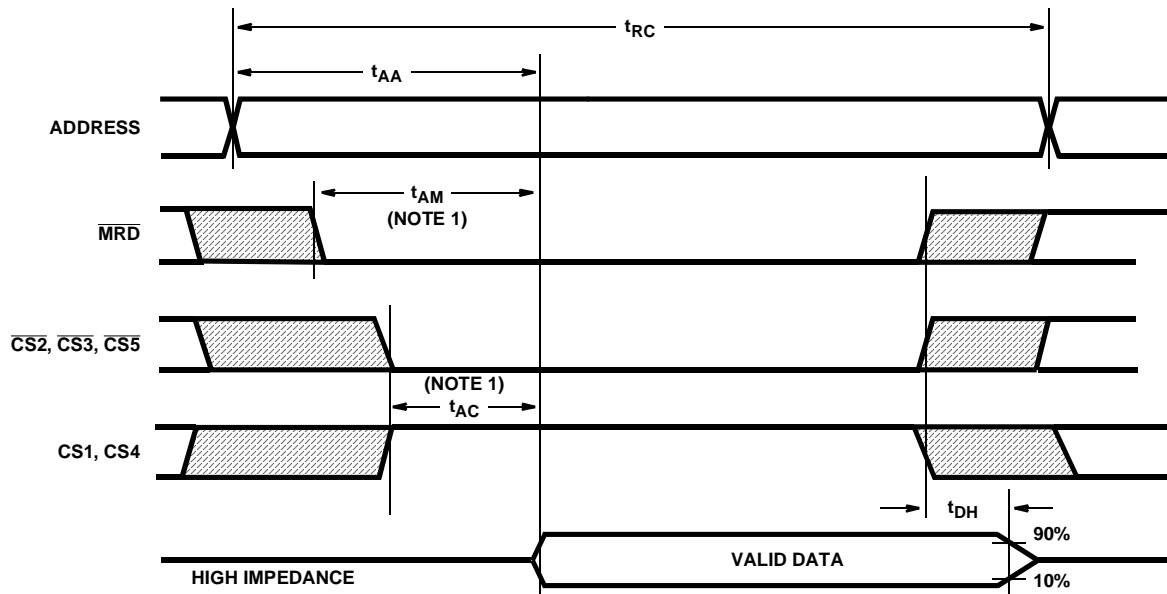 tRC
tAA
ADDRESS
tAM
(NOTE 1)
MRD
CS2, CS3, CS5
(NOTE 1)
tAC
CS1, CS4
tDH
90%
VALID DATA
HIGH IMPEDANCE
10%